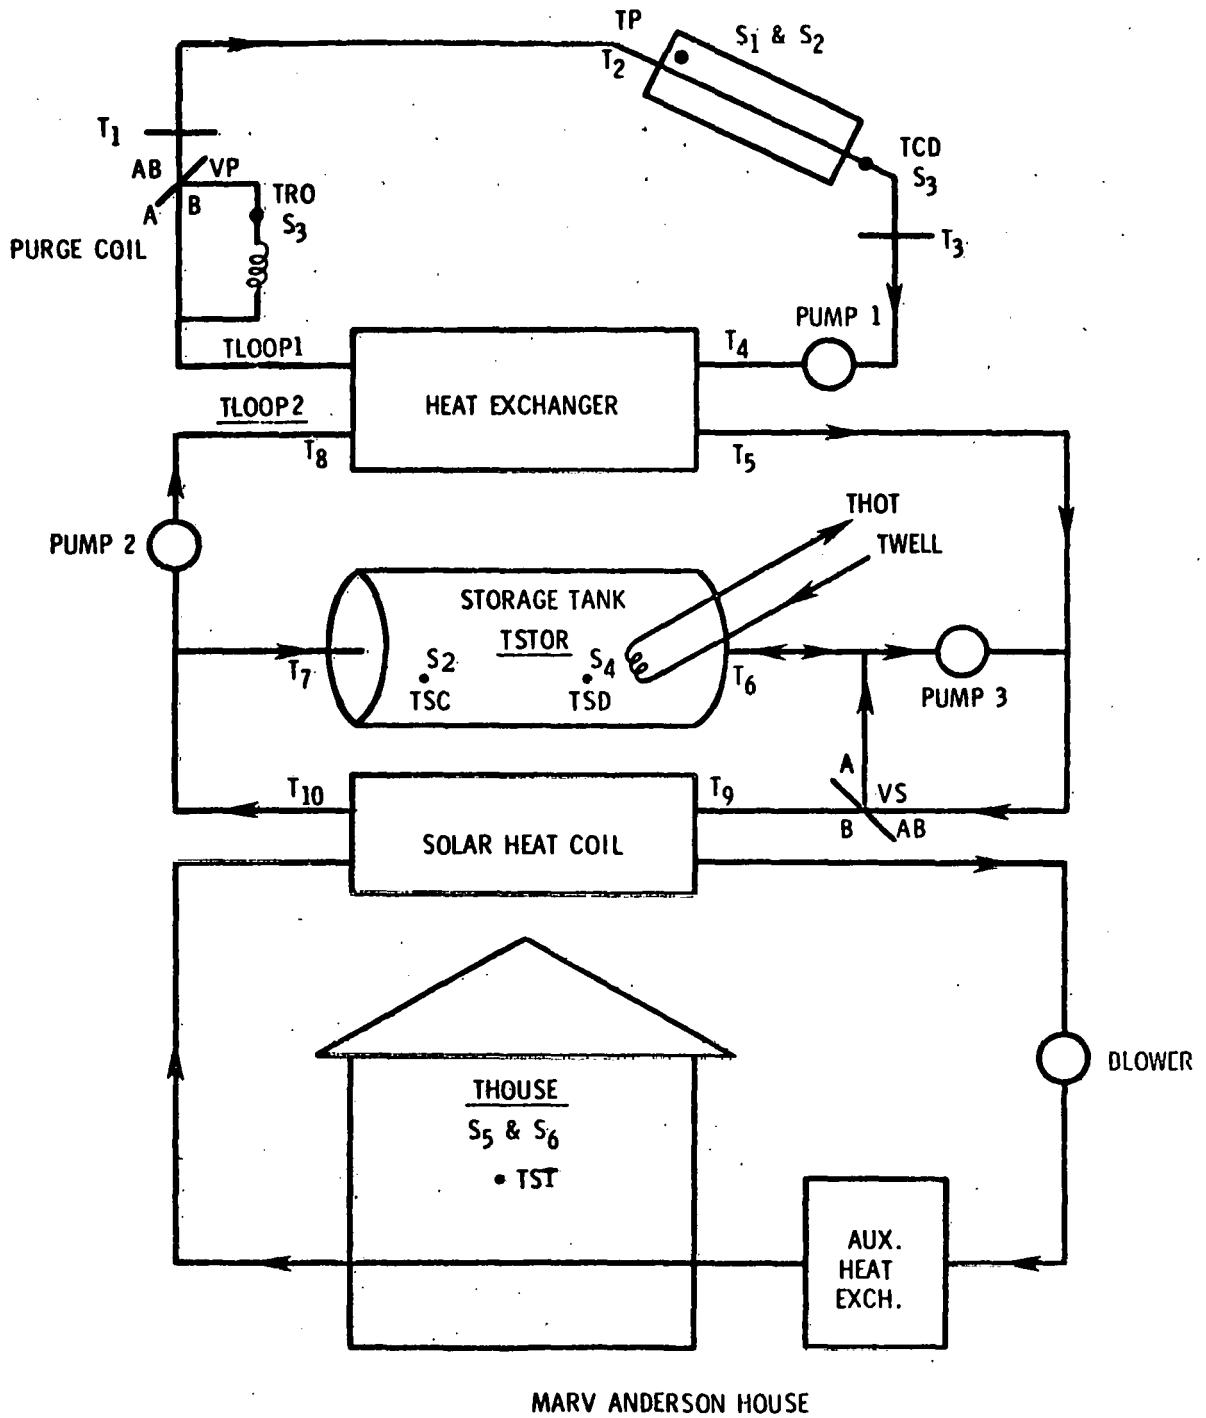 TP
S1 & S2
T2
T1
TCD
S3
AB
VP
TRO
A
B
S3
T3
PURGE COIL
PUMP 1
TLOOP1
T4
HEAT EXCHANGER
TLOOP2
T8
T5
THOT
PUMP 2
TWELL
STORAGE TANK
TSTOR
S2
S4
T7
T6
TSC
TSD
PUMP 3
A
T10
T9
VS
B
AB
SOLAR HEAT COIL
DLOWER
THOUSE
S5 & S6
TST
AUX.
HEAT
EXCH.
MARV ANDERSON HOUSE